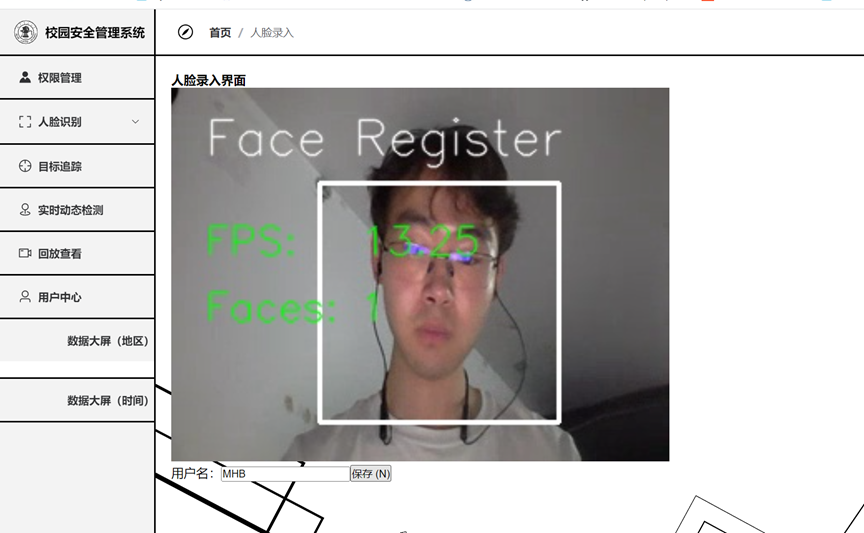 校园安全管理系统
首页 / 人脸录入
权限管理
人脸识别
目标追踪
实时动态检测
回放查看
用户中心
数据大屏（地区）
数据大屏（时间）
人脸录入界面
Face Register
FPS: 13.25
Faces: 1
用户名： MHB 保存 (N)